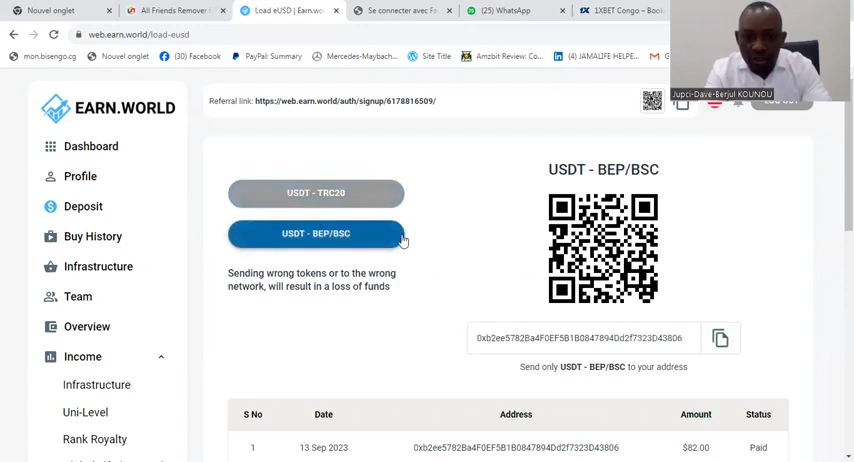 Nouvel onglet
All Friends Remover
Load eUSD | Earn.wo
Se connecter avec Fa
(25) WhatsApp
1XBET Congo – Book
web.earn.world/load-eusd
mon.bisengo.cg
Nouvel onglet
(30) Facebook
PayPal: Summary
Mercedes-Maybach...
Site Title
Amzbit Review: Co...
(4) JAMALIFE HELPE...
Jupci-Dave-Berjul KOUNOU
EARN.WORLD
Referral link: https://web.earn.world/auth/signup/6178816509/
LOG OUT
Dashboard
Profile
Deposit
Buy History
Infrastructure
Team
Overview
Income
Infrastructure
Uni-Level
Rank Royalty
USDT - TRC20
USDT - BEP/BSC
Sending wrong tokens or to the wrong
network, will result in a loss of funds
USDT - BEP/BSC
0xb2ee5782Ba4F0EF5B1B0847894Dd2f7323D43806
Send only USDT - BEP/BSC to your address
S No Date Address Amount Status
1 13 Sep 2023 0xb2ee5782Ba4F0EF5B1B0847894Dd2f7323D43806 $82.00 Paid